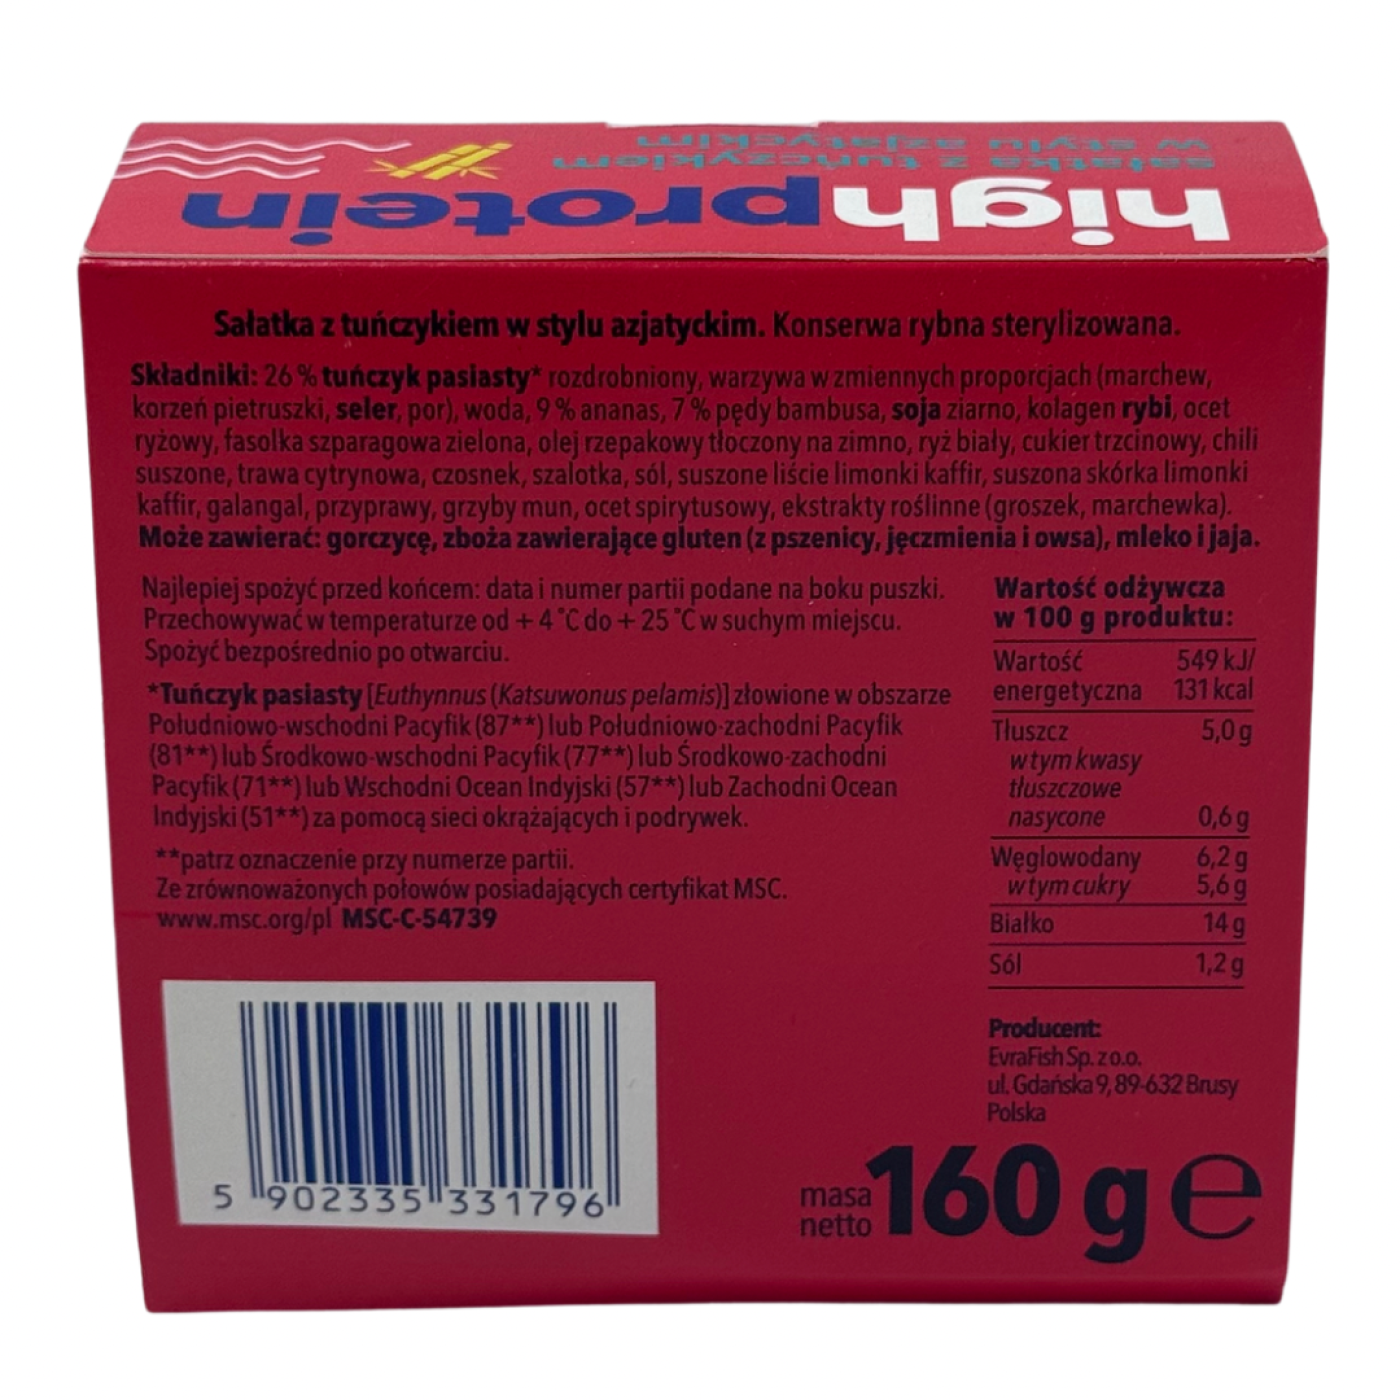 sałatka z tuńczykiem
w stylu azjatyckim
highprotein
Sałatka z tuńczykiem w stylu azjatyckim. Konserwa rybna sterylizowana.
Składniki: 26 % tuńczyk pasiasty* rozdrobniony, warzywa w zmiennych proporcjach (marchew,
korzeń pietruszki, seler, por), woda, 9 % ananas, 7 % pędy bambusa, soja ziarno, kolagen rybi, ocet
ryżowy, fasolka szparagowa zielona, olej rzepakowy tłoczony na zimno, ryż biały, cukier trzcinowy, chili
suszone, trawa cytrynowa, czosnek, szalotka, sól, suszone liście limonki kaffir, suszona skórka limonki
kaffir, galangal, przyprawy, grzyby mun, ocet spirytusowy, ekstrakty roślinne (groszek, marchewka).
Może zawierać: gorczycę, zboża zawierające gluten (z pszenicy, jęczmienia i owsa), mleko i jaja.
Najlepiej spożyć przed końcem: data i numer partii podane na boku puszki.
Przechowywać w temperaturze od + 4 °C do + 25 °C w suchym miejscu.
Spożyć bezpośrednio po otwarciu.
*Tuńczyk pasiasty [Euthynnus (Katsuwonus pelamis)] złowione w obszarze
Południowo-wschodni Pacyfik (87**) lub Południowo-zachodni Pacyfik
(81**) lub Środkowo-wschodni Pacyfik (77**) lub Środkowo-zachodni
Pacyfik (71**) lub Wschodni Ocean Indyjski (57**) lub Zachodni Ocean
Indyjski (51**) za pomocą sieci okrążających i podrywek.
**patrz oznaczenie przy numerze partii.
Ze zrównoważonych połowów posiadających certyfikat MSC.
www.msc.org/pl MSC-C-54739
Wartość odżywcza
w 100 g produktu:
Wartość 549 kJ/
energetyczna 131 kcal
Tłuszcz 5,0 g
w tym kwasy
tłuszczowe
nasycone 0,6 g
Węglowodany 6,2 g
w tym cukry 5,6 g
Białko 14 g
Sól 1,2 g
Producent:
EvraFish Sp. z o.o.
ul. Gdańska 9, 89-632 Brusy
Polska
5 902335 331796
masa
netto 160 g e